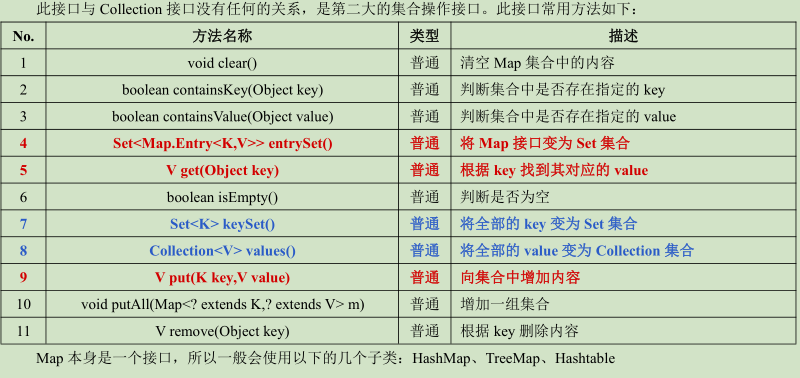 此接口与 Collection 接口没有任何的关系，是第二大的集合操作接口。此接口常用方法如下：
No. 方法名称 类型 描述
1 void clear() 普通 清空 Map 集合中的内容
2 boolean containsKey(Object key) 普通 判断集合中是否存在指定的 key
3 boolean containsValue(Object value) 普通 判断集合中是否存在指定的 value
4 Set<Map.Entry<K,V>> entrySet() 普通 将 Map 接口变为 Set 集合
5 V get(Object key) 普通 根据 key 找到其对应的 value
6 boolean isEmpty() 普通 判断是否为空
7 Set<K> keySet() 普通 将全部的 key 变为 Set 集合
8 Collection<V> values() 普通 将全部的 value 变为 Collection 集合
9 V put(K key,V value) 普通 向集合中增加内容
10 void putAll(Map<? extends K,? extends V> m) 普通 增加一组集合
11 V remove(Object key) 普通 根据 key 删除内容
Map 本身是一个接口，所以一般会使用以下的几个子类：HashMap、TreeMap、Hashtable